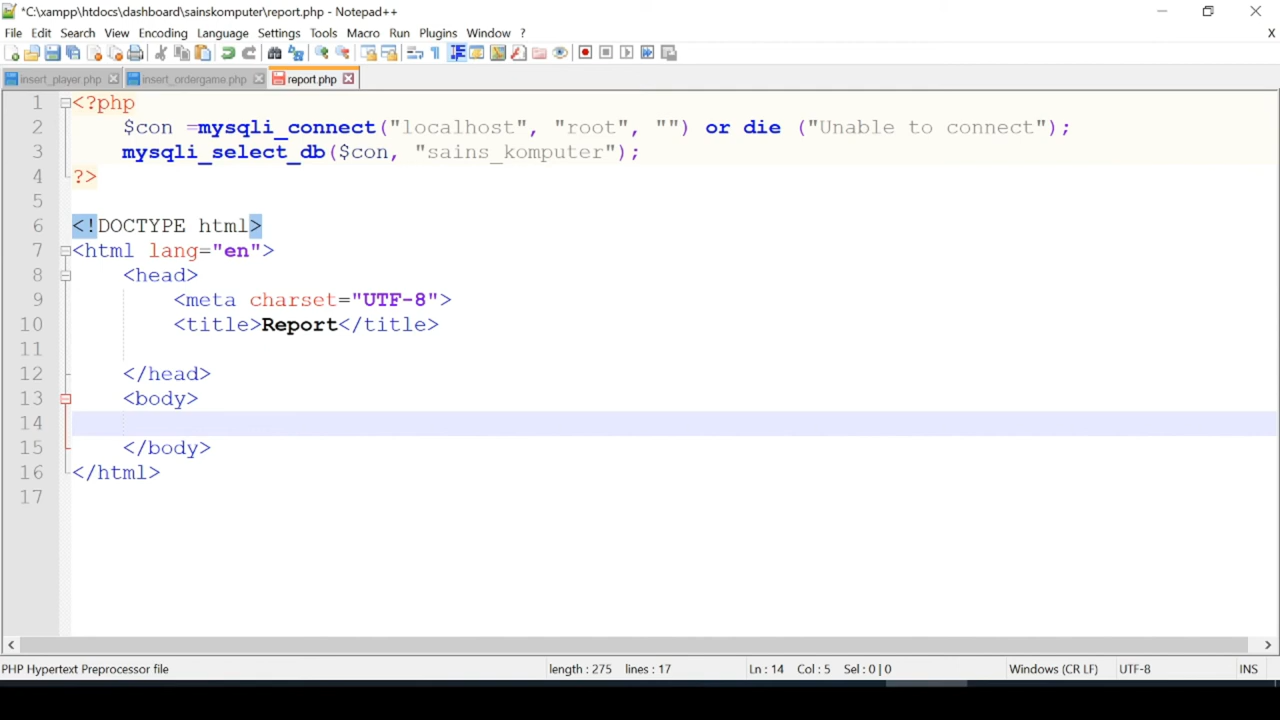 *C:\xampp\htdocs\dashboard\sainskomputer\report.php - Notepad++
File Edit Search View Encoding Language Settings Tools Macro Run Plugins Window ? X
insert_player.php insert_ordergame.php report.php
1 <?php
2 $con =mysqli_connect("localhost", "root", "") or die ("Unable to connect");
3 mysqli_select_db($con, "sains_komputer");
4 ?>
5
6 <!DOCTYPE html>
7 <html lang="en">
8 <head>
9 <meta charset="UTF-8">
10 <title>Report</title>
11
12 </head>
13 <body>
14
15 </body>
16 </html>
17
PHP Hypertext Preprocessor file length : 275 lines : 17 Ln : 14 Col : 5 Sel : 0 | 0 Windows (CR LF) UTF-8 INS